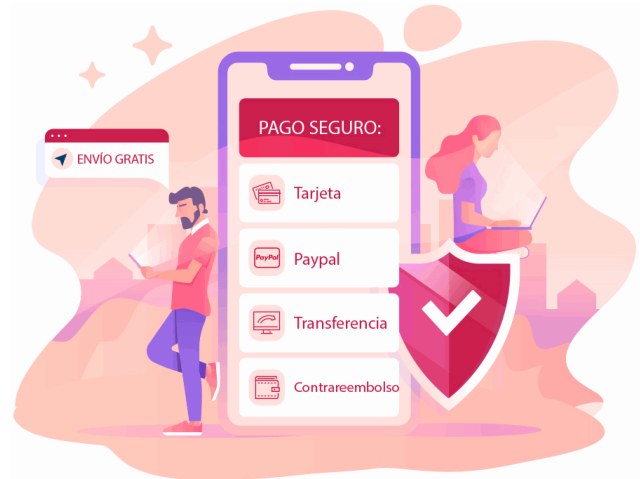 PAGO SEGURO:
ENVÍO GRATIS
Tarjeta
PayPal
Paypal
Transferencia
Contrareembolso